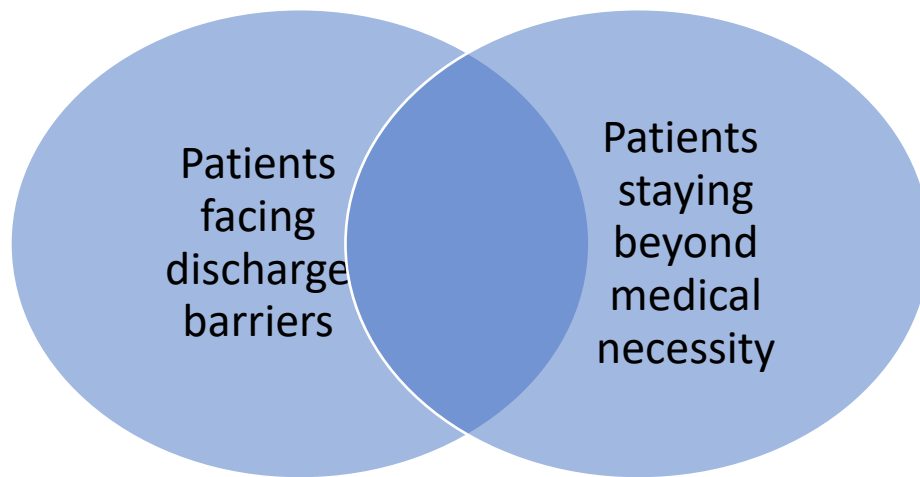 Patients
facing
discharge
barriers
Patients
staying
beyond
medical
necessity